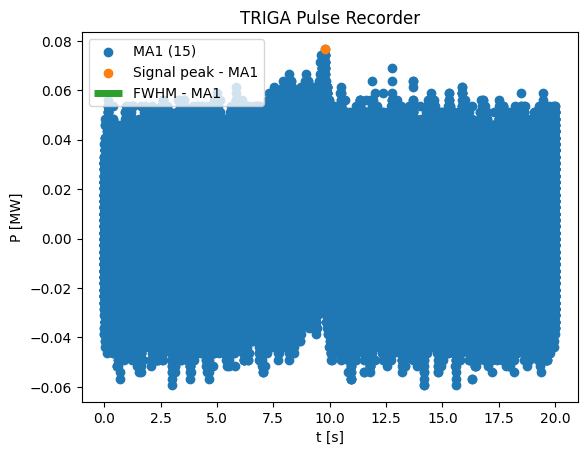 TRIGA Pulse Recorder
MA1 (15)
Signal peak - MA1
FWHM - MA1
P [MW]
0.08
0.06
0.04
0.02
0.00
−0.02
−0.04
−0.06
0.0 2.5 5.0 7.5 10.0 12.5 15.0 17.5 20.0
t [s]